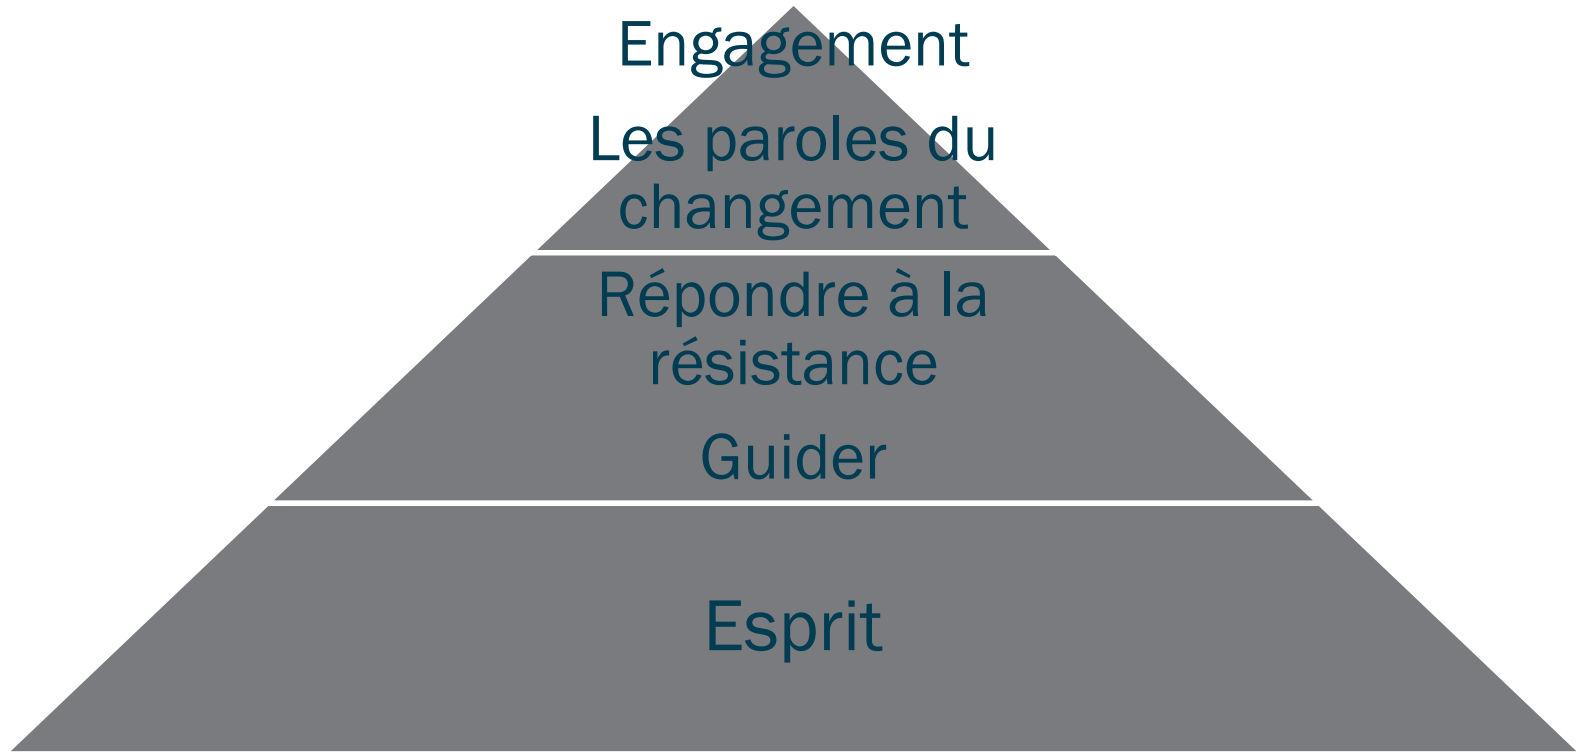 Engagement
Les paroles du
changement
Répondre à la
résistance
Guider
Esprit